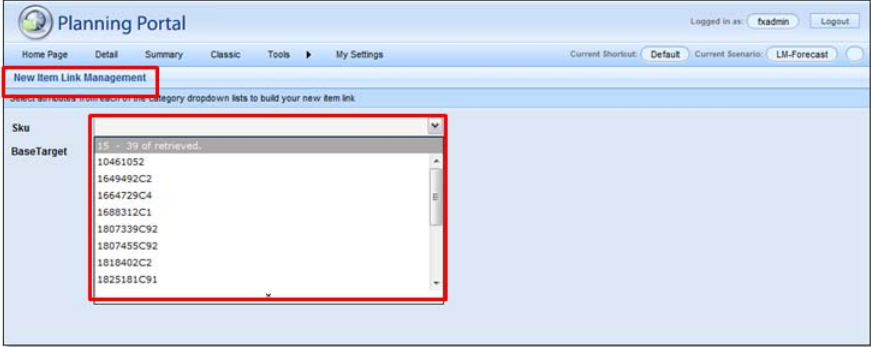 Planning Portal
Logged in as: fxadmin Logout
Home Page Detail Summary Classic Tools My Settings
Current Shortcut: Default Current Scenario: LM-Forecast
New Item Link Management
Select attributes from each of the category dropdown lists to build your new item link
Sku
BaseTarget
15 - 39 of retrieved.
10461052
1649492C2
1664729C4
1688312C1
1807339C92
1807455C92
1818402C2
1825181C91